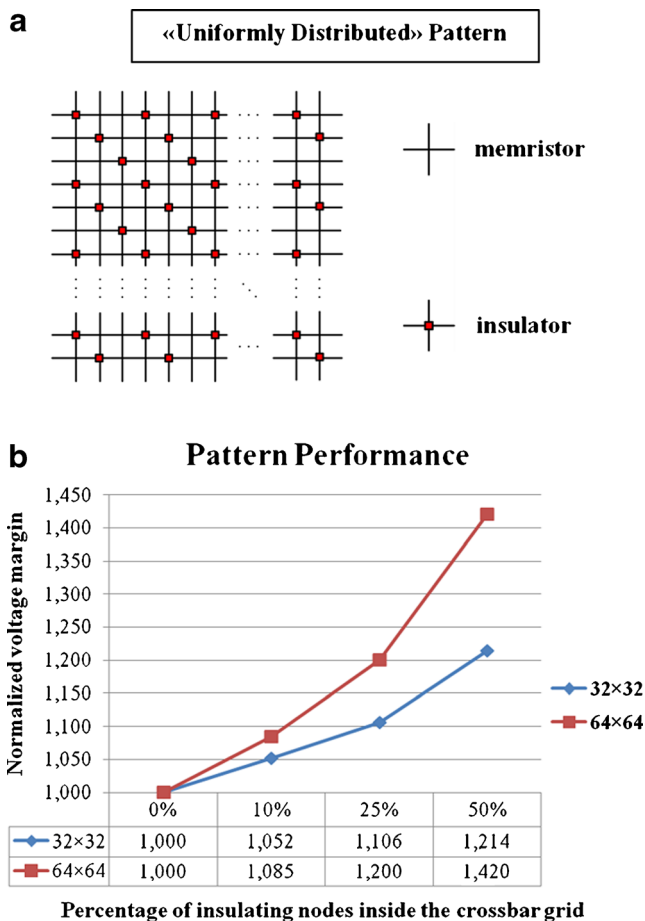 a
«Uniformly Distributed» Pattern
memristor
insulator
b
Pattern Performance
Normalized voltage margin
1,450
1,400
1,350
1,300
1,250
1,200
1,150
1,100
1,050
1,000
32×32
64×64
0% 10% 25% 50%
32×32 1,000 1,052 1,106 1,214
64×64 1,000 1,085 1,200 1,420
Percentage of insulating nodes inside the crossbar grid